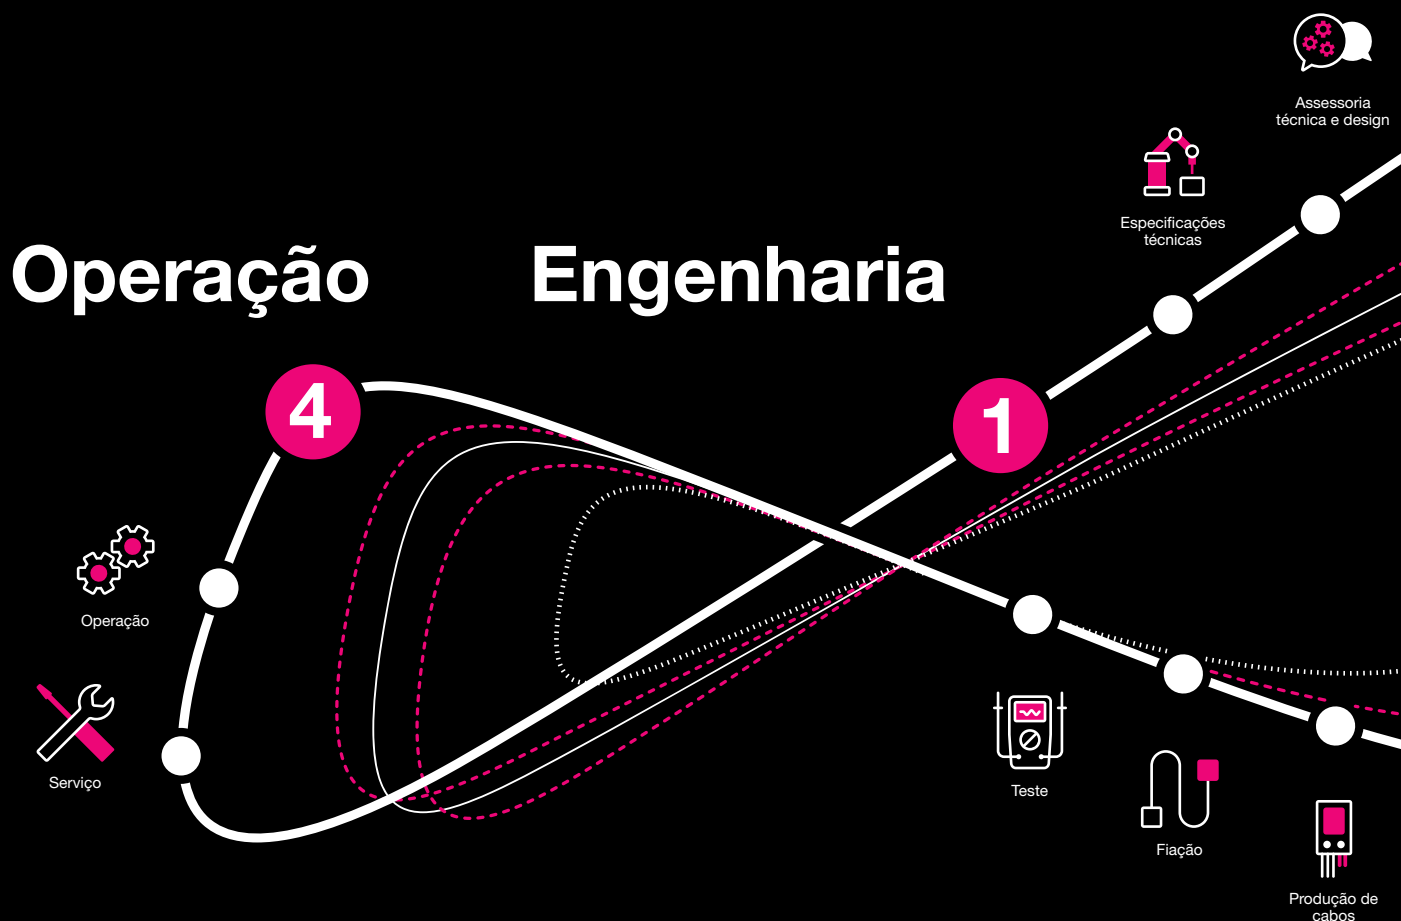 Assessoria
técnica e design
Especificações
técnicas
Operação
Engenharia
4
1
Operação
Serviço
Teste
Fiação
Produção de
cabos